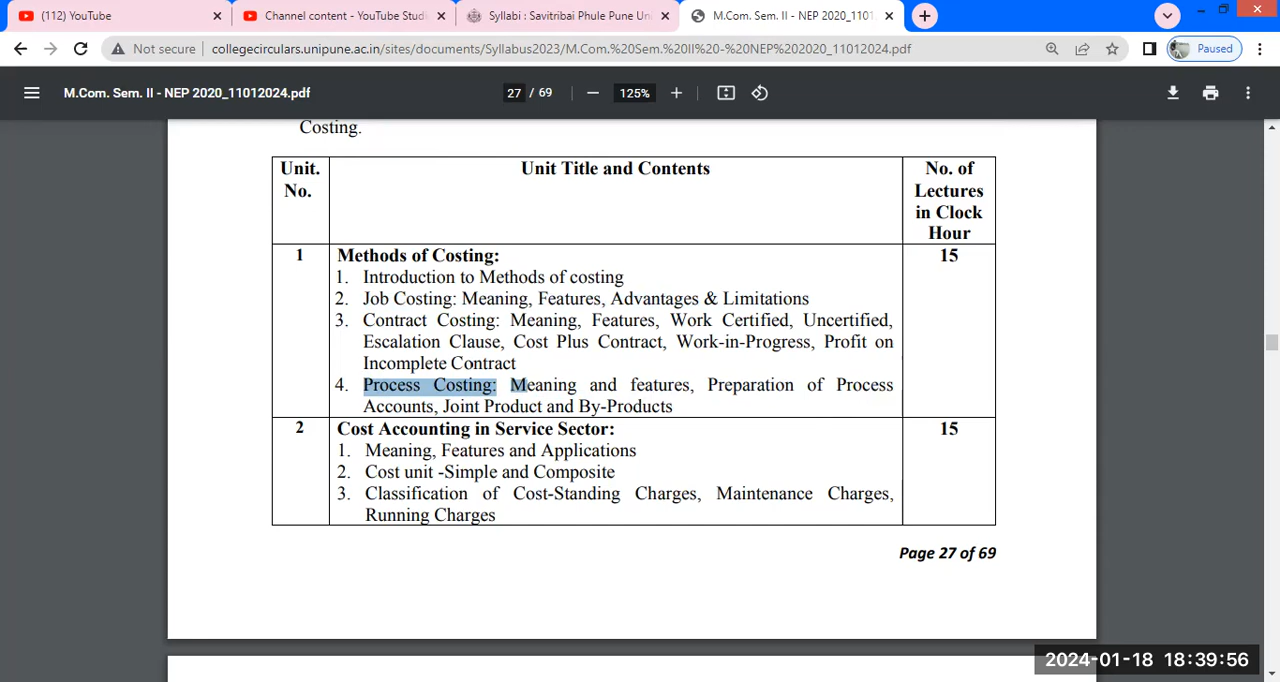 (112) YouTube
Channel content - YouTube Studi
Syllabi : Savitribai Phule Pune Un
M.Com. Sem. II - NEP 2020_1101
Not secure
collegecirculars.unipune.ac.in/sites/documents/Syllabus2023/M.Com.%20Sem.%20II%20-%20NEP%202020_11012024.pdf
Paused
M.Com. Sem. II - NEP 2020_11012024.pdf
27 / 69
125%
Costing.
Unit. No.
Unit Title and Contents
No. of
Lectures
in Clock
Hour
1
Methods of Costing:
15
1. Introduction to Methods of costing
2. Job Costing: Meaning, Features, Advantages & Limitations
3. Contract Costing: Meaning, Features, Work Certified, Uncertified,
Escalation Clause, Cost Plus Contract, Work-in-Progress, Profit on
Incomplete Contract
4. Process Costing: Meaning and features, Preparation of Process
Accounts, Joint Product and By-Products
2
Cost Accounting in Service Sector:
15
1. Meaning, Features and Applications
2. Cost unit -Simple and Composite
3. Classification of Cost-Standing Charges, Maintenance Charges,
Running Charges
Page 27 of 69
2024-01-18 18:39:56